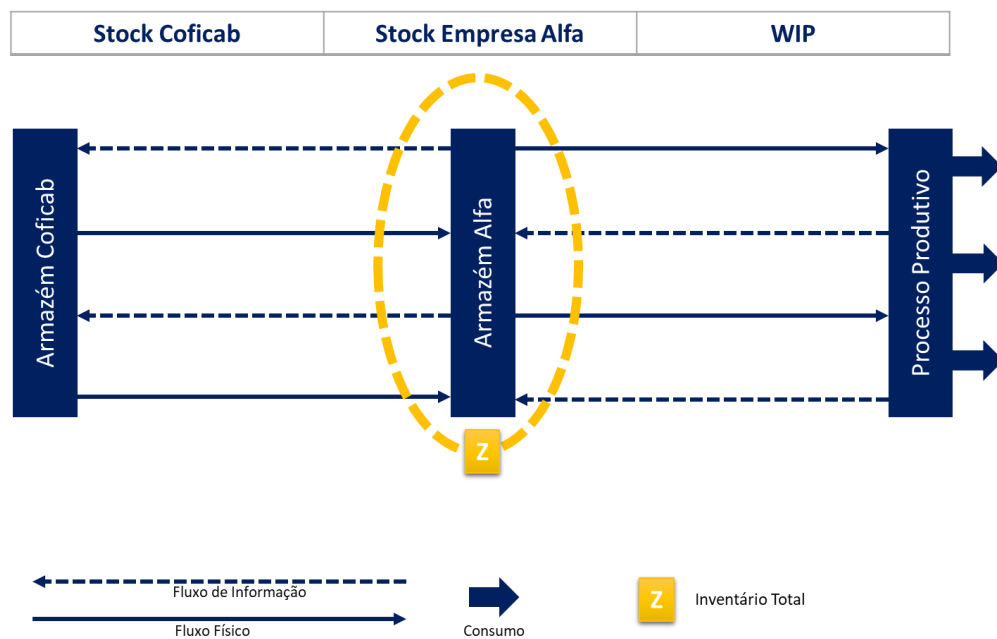 Stock Coficab
Stock Empresa Alfa
WIP
Armazém Coficab
Armazém Alfa
Processo Produtivo
Z
Fluxo de Informação
Fluxo Físico
Consumo
Z
Inventário Total